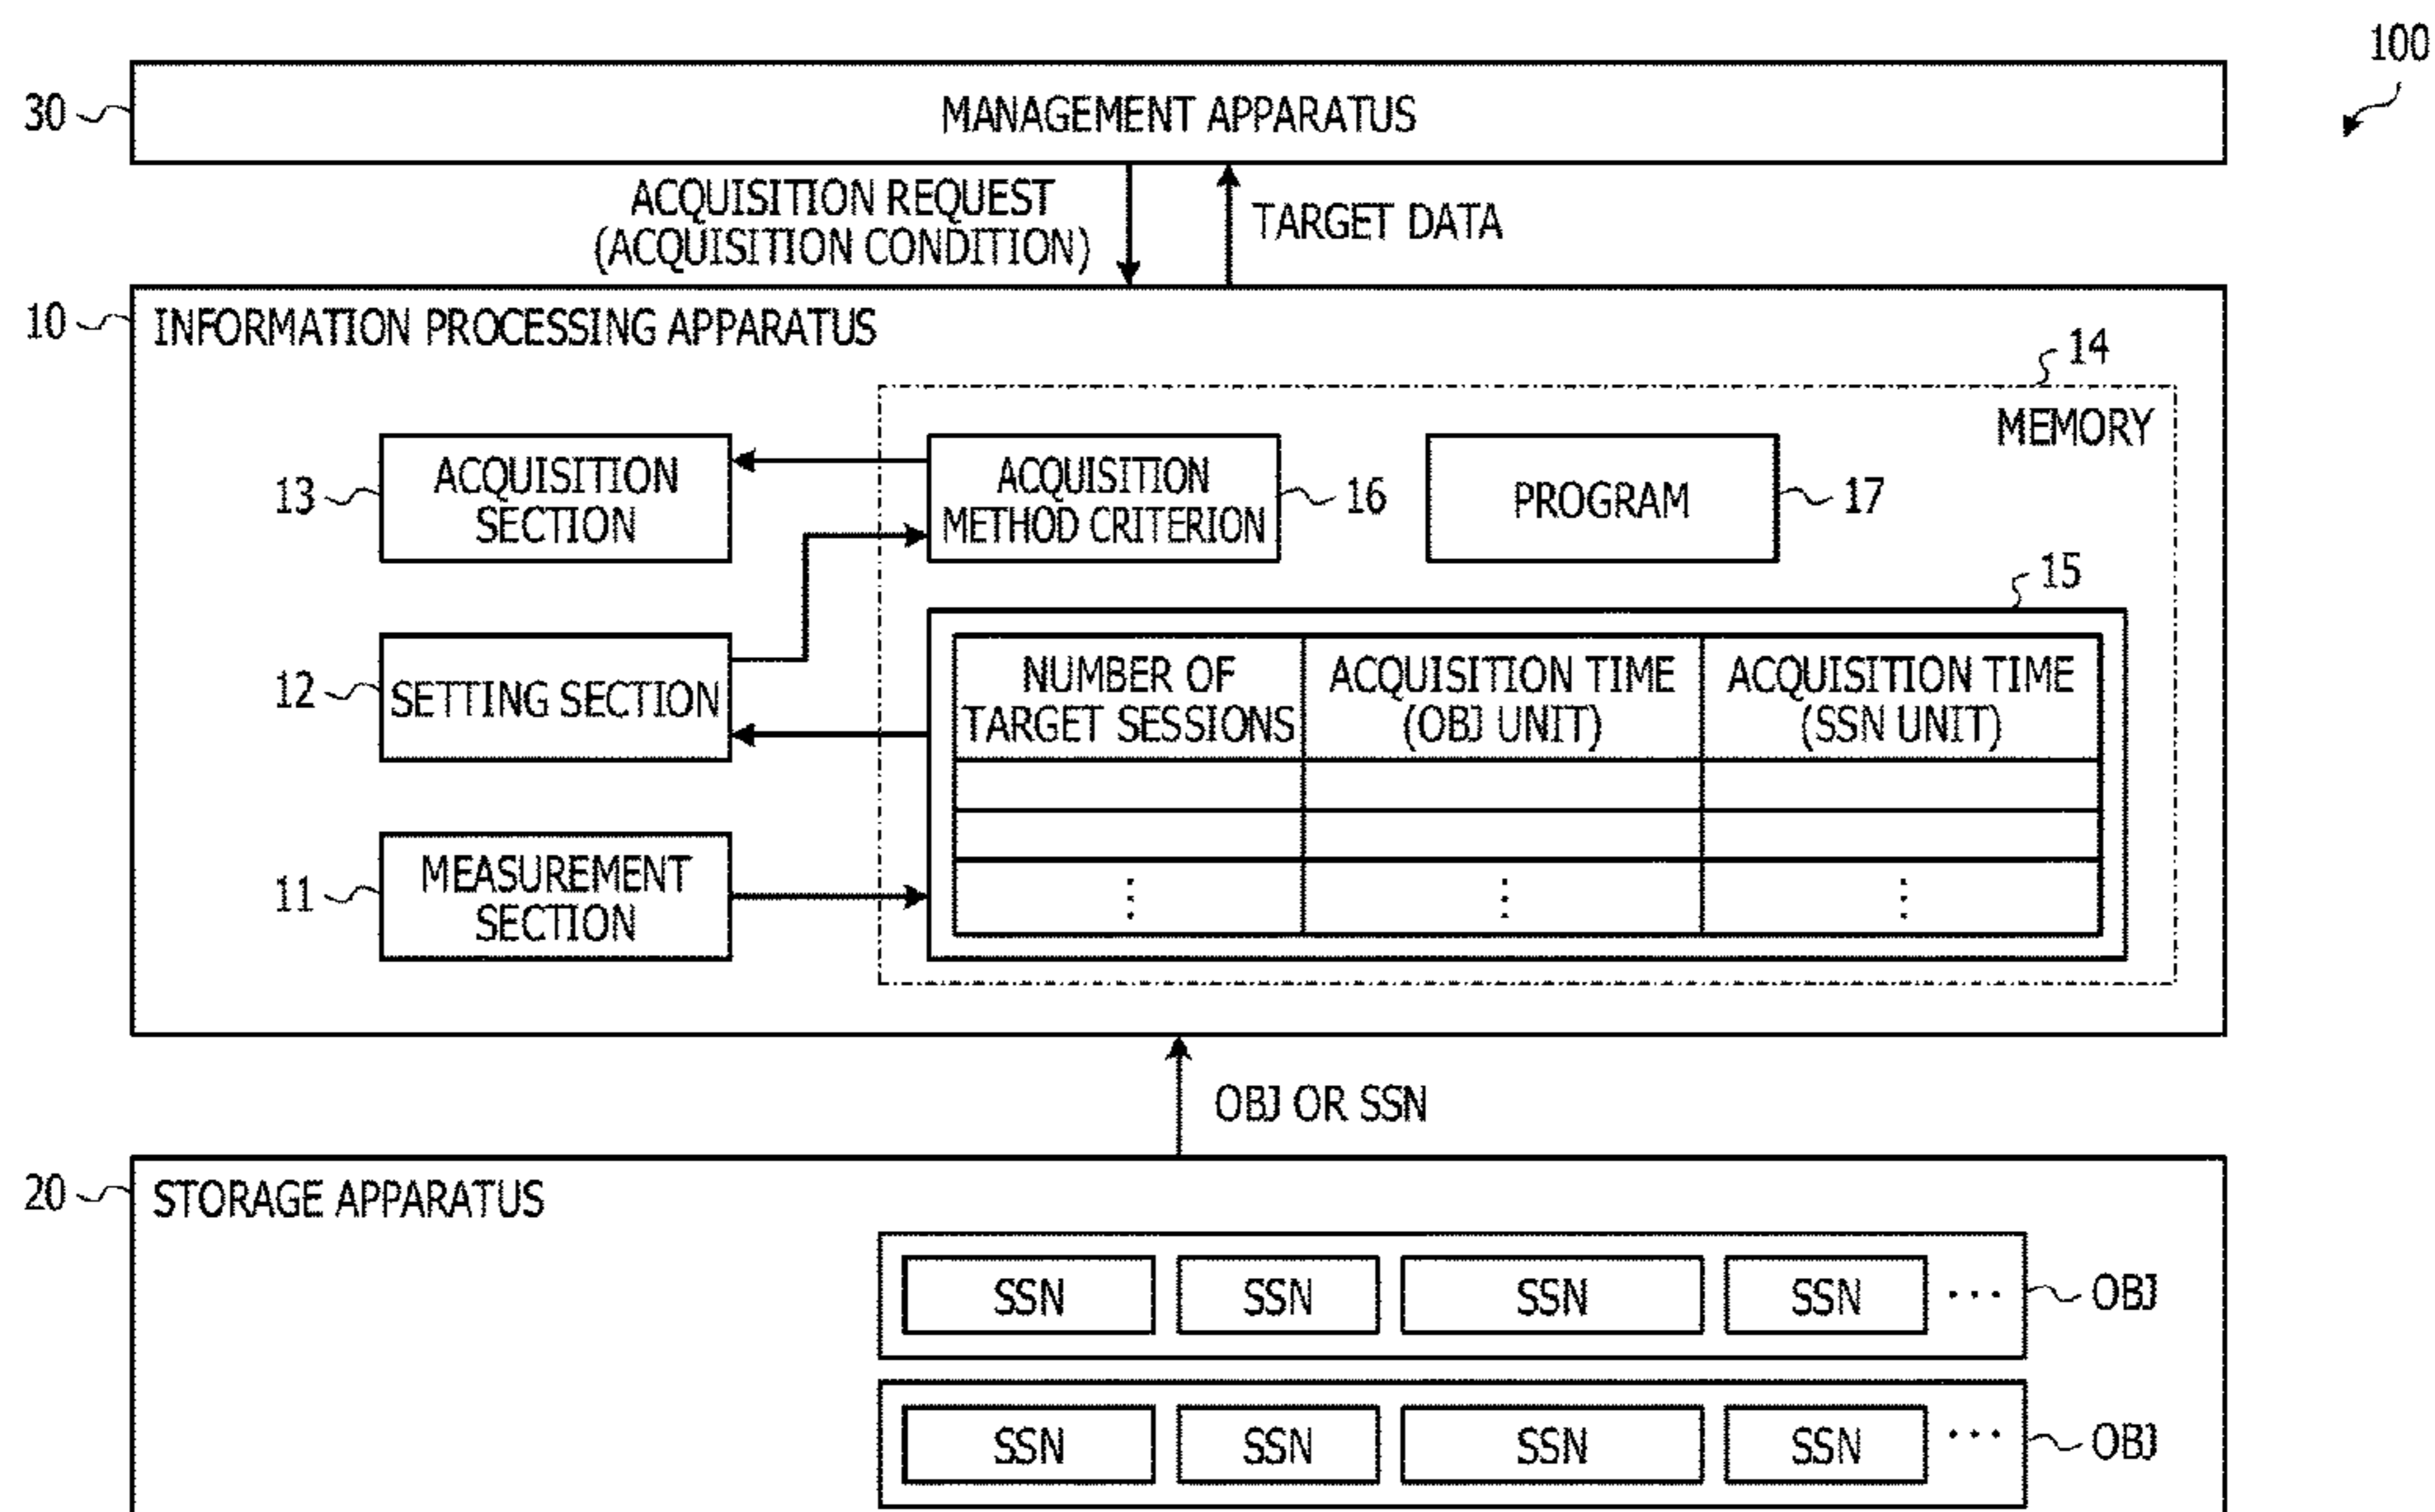 100
30
MANAGEMENT APPARATUS
ACQUISITION REQUEST
(ACQUISITION CONDITION)
TARGET DATA
10
INFORMATION PROCESSING APPARATUS
14
MEMORY
13
ACQUISITION
SECTION
ACQUISITION
METHOD CRITERION
16
PROGRAM
17
15
12
SETTING SECTION
NUMBER OF
TARGET SESSIONS
ACQUISITION TIME
(OBJ UNIT)
ACQUISITION TIME
(SSN UNIT)
11
MEASUREMENT
SECTION
⋮ ⋮ ⋮
OBJ OR SSN
20
STORAGE APPARATUS
SSN SSN SSN SSN ··· OBJ
SSN SSN SSN SSN ··· OBJ